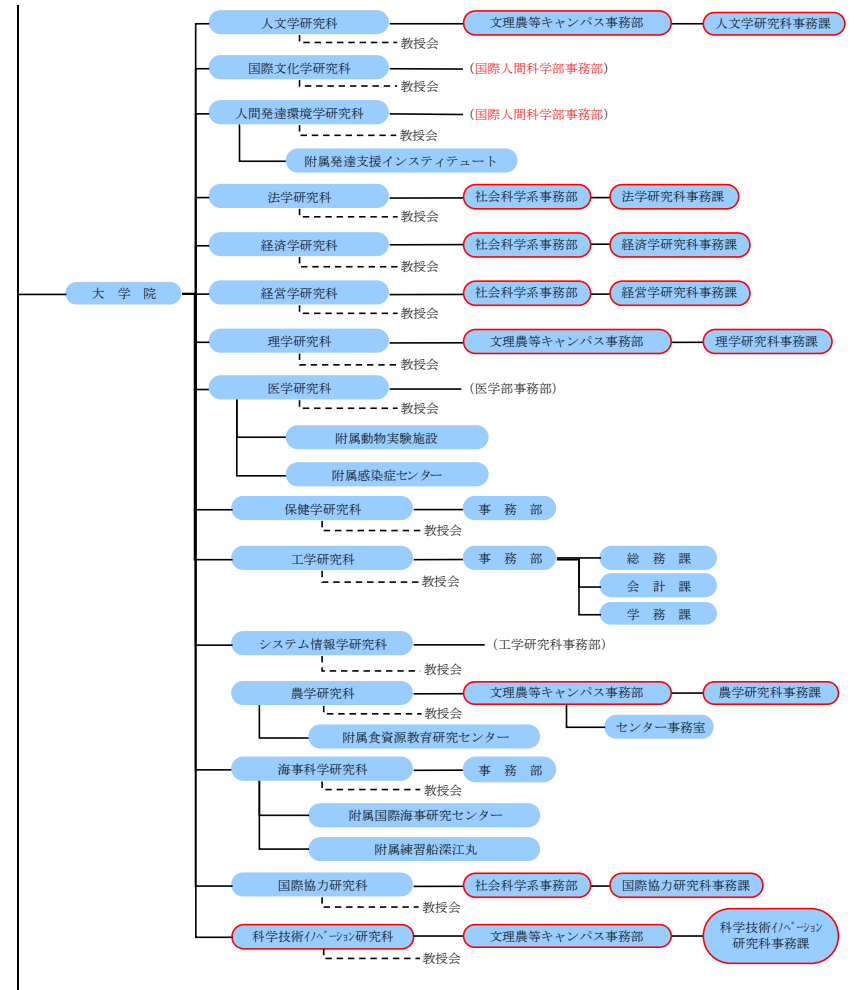 人文学研究科
文理農等キャンパス事務部
人文学研究科事務課
教授会
国際文化学研究科
(国際人間科学部事務部)
教授会
人間発達環境学研究科
(国際人間科学部事務部)
教授会
附属発達支援インスティテュート
法学研究科
社会科学系事務部
法学研究科事務課
教授会
経済学研究科
社会科学系事務部
経済学研究科事務課
教授会
大 学 院
経営学研究科
社会科学系事務部
経営学研究科事務課
教授会
理学研究科
文理農等キャンパス事務部
理学研究科事務課
教授会
医学研究科
(医学部事務部)
教授会
附属動物実験施設
附属感染症センター
保健学研究科
事 務 部
教授会
工学研究科
事 務 部
総 務 課
教授会
会 計 課
学 務 課
システム情報学研究科
(工学研究科事務部)
教授会
農学研究科
文理農等キャンパス事務部
農学研究科事務課
教授会
センター事務室
附属食資源教育研究センター
海事科学研究科
事 務 部
教授会
附属国際海事研究センター
附属練習船深江丸
国際協力研究科
社会科学系事務部
国際協力研究科事務課
教授会
科学技術ｲﾉﾍﾞｰｼｮﾝ研究科
文理農等キャンパス事務部
科学技術ｲﾉﾍﾞｰｼｮﾝ
研究科事務課
教授会